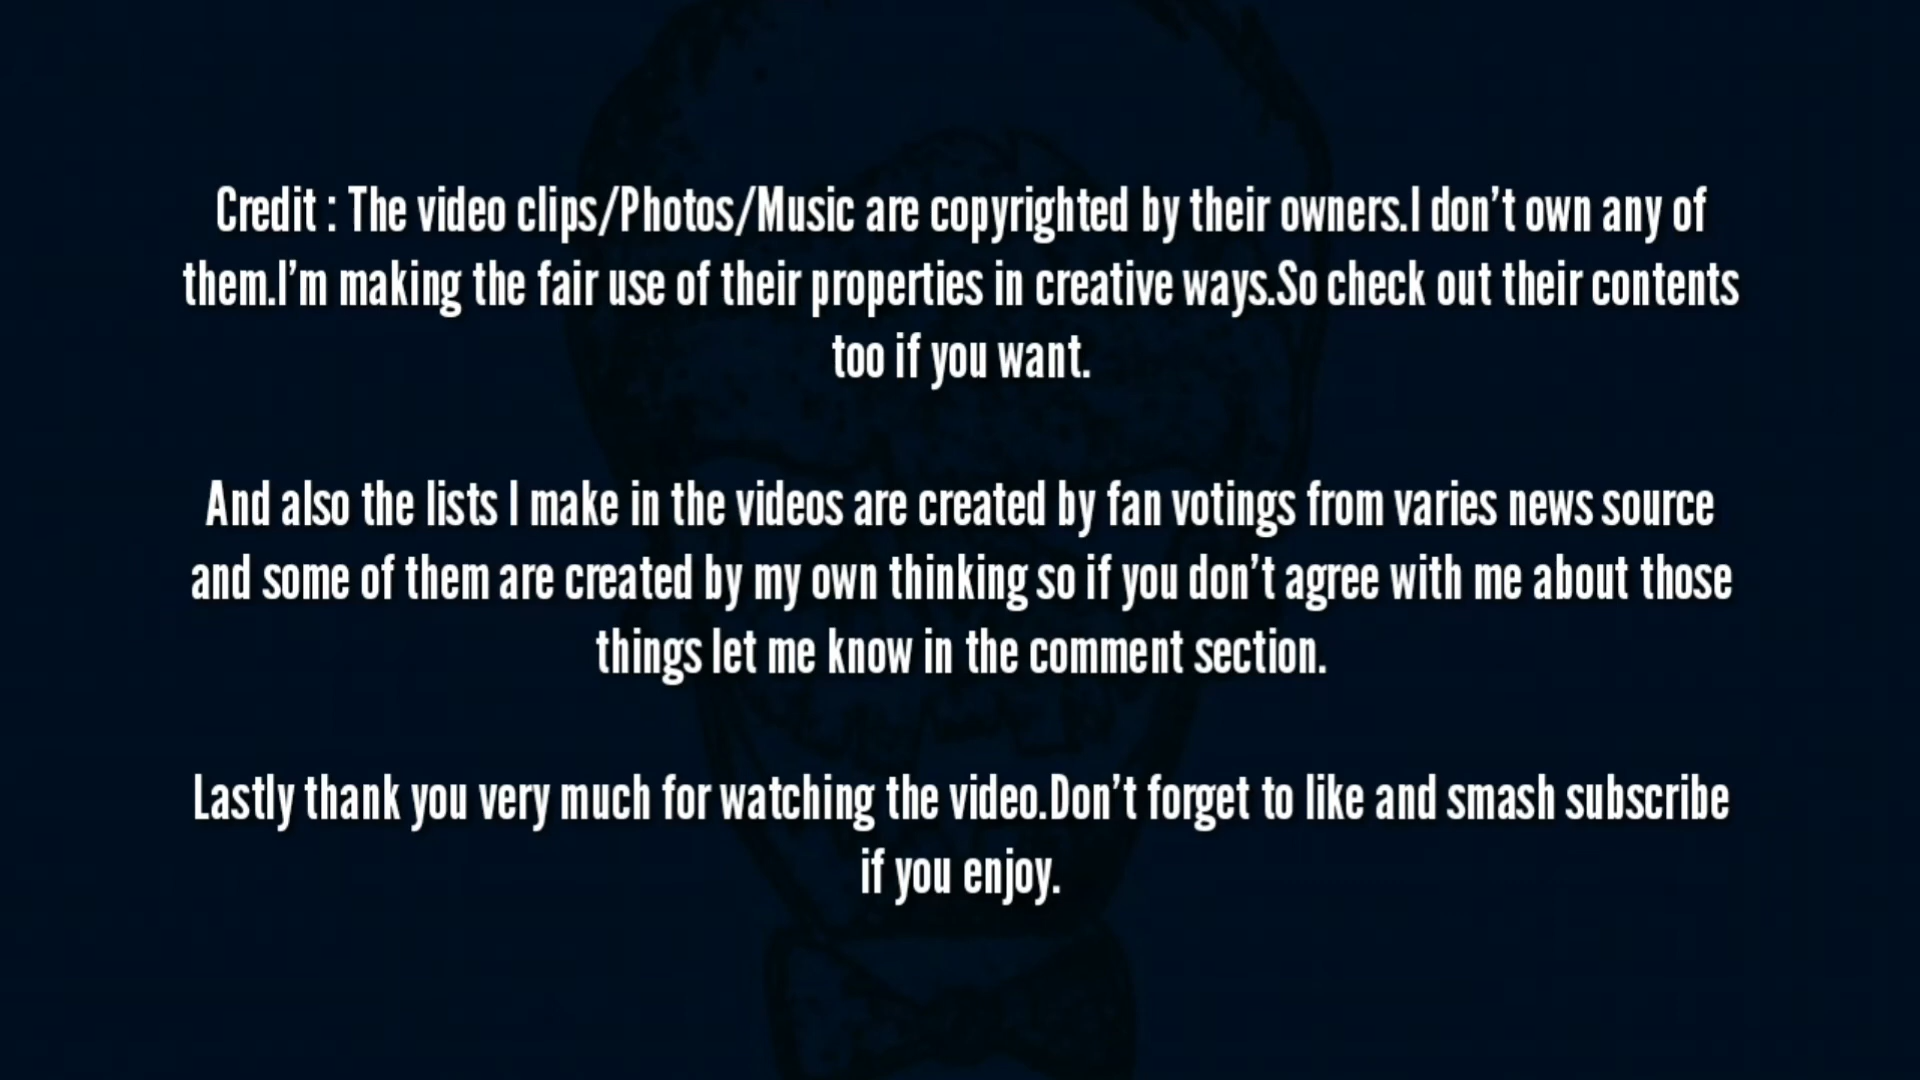 Credit : The video clips/Photos/Music are copyrighted by their owners.I don’t own any of
them.I’m making the fair use of their properties in creative ways.So check out their contents
too if you want.
And also the lists I make in the videos are created by fan votings from varies news source
and some of them are created by my own thinking so if you don’t agree with me about those
things let me know in the comment section.
Lastly thank you very much for watching the video.Don’t forget to like and smash subscribe
if you enjoy.